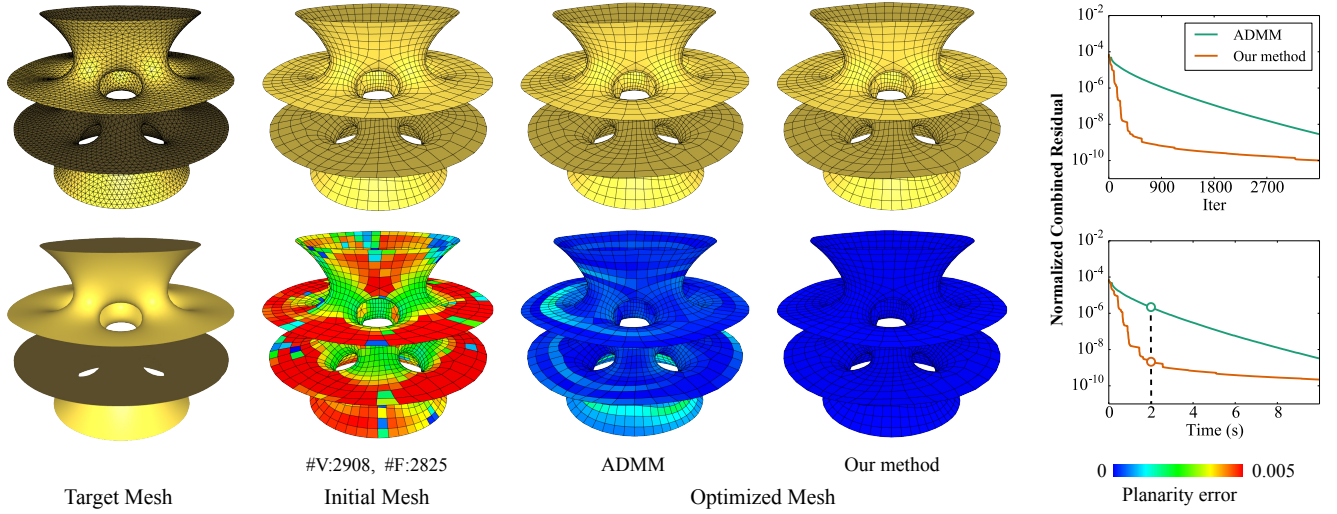 #V:2908, #F:2825
ADMM
Our method
Target Mesh
Initial Mesh
Optimized Mesh
Normalized Combined Residual
10^-2
10^-4
10^-6
10^-8
10^-10
ADMM
Our method
0 900 1800 2700
Iter
10^-2
10^-4
10^-6
10^-8
10^-10
0 2 4 6 8
Time (s)
0 0.005
Planarity error